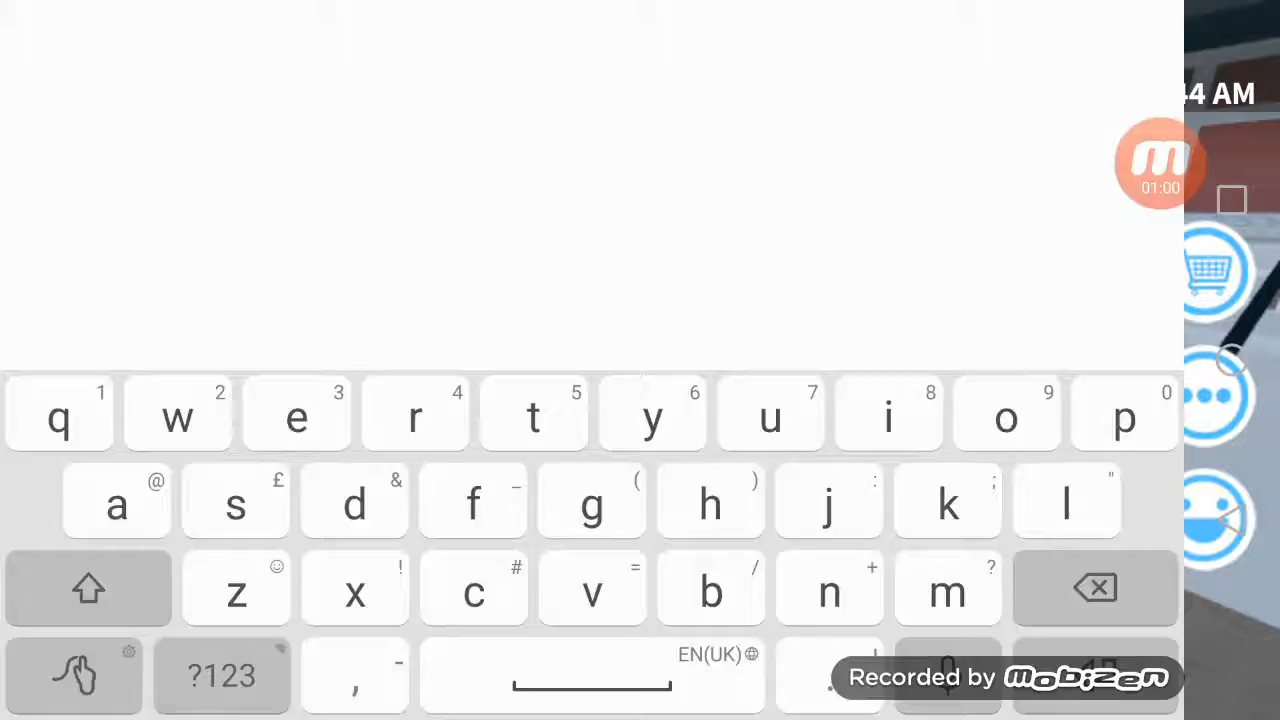 44 AM
M
01:00
q 1 w 2 e 3 r 4 t 5 y 6 u 7 i 8 o 9 p 0
a @ s £ d & f _ g ( h ) j : k ; l "
z x ! c # v = b / n + m ?
?123 , - EN(UK) .
Recorded by mobizen